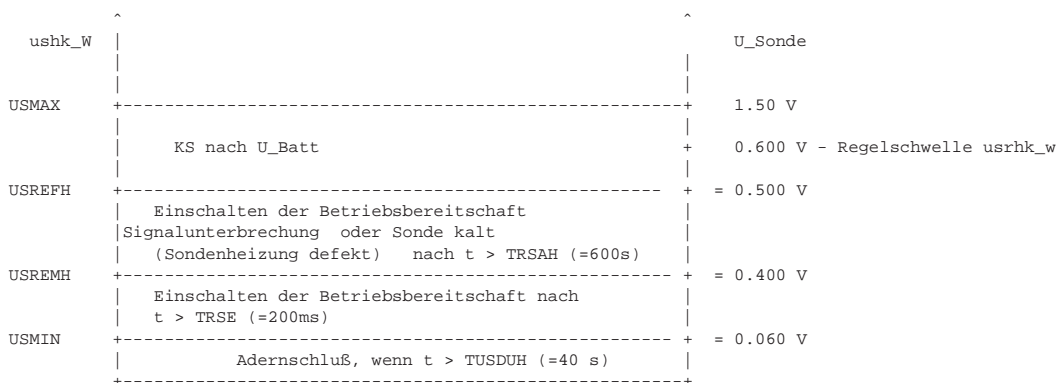 ushk_W U_Sonde
USMAX 1.50 V
KS nach U_Batt 0.600 V - Regelschwelle usrhk_w
USREFH = 0.500 V
Einschalten der Betriebsbereitschaft
Signalunterbrechung oder Sonde kalt
(Sondenheizung defekt) nach t > TRSAH (=600s)
USREMH = 0.400 V
Einschalten der Betriebsbereitschaft nach
t > TRSE (=200ms)
USMIN = 0.060 V
Adernschluß, wenn t > TUSDUH (=40 s)